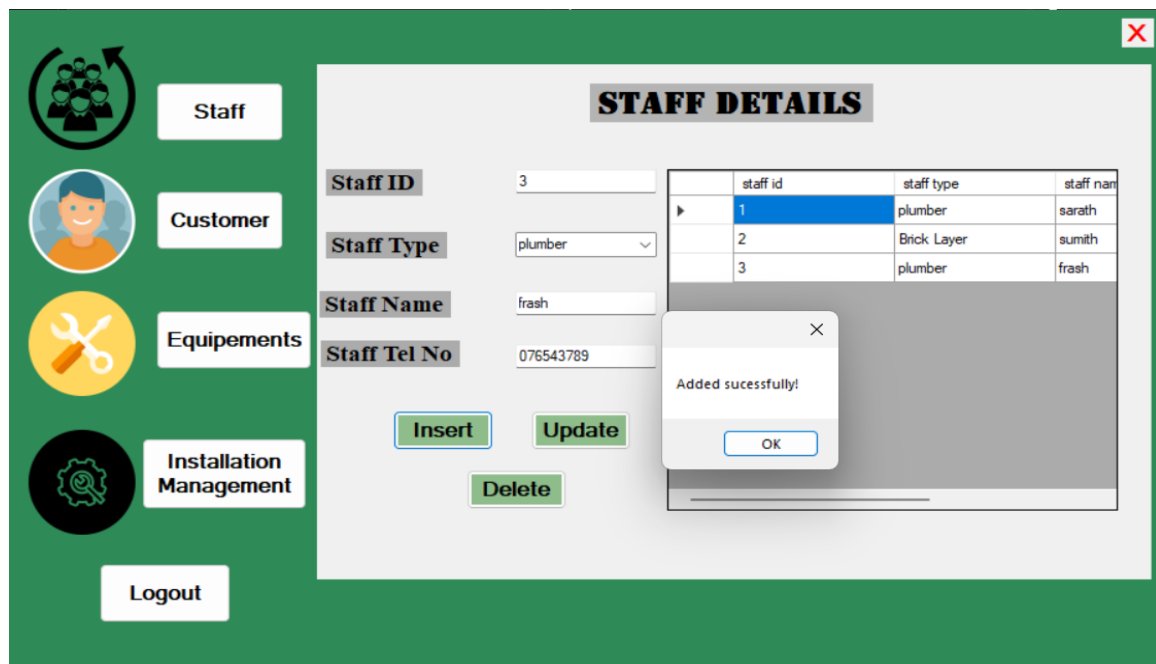 X
Staff
Customer
Equipements
Installation
Management
Logout
STAFF DETAILS
Staff ID
3
Staff Type
plumber
Staff Name
frash
Staff Tel No
076543789
Insert
Update
Delete
staff id staff type staff nam
1 plumber sarath
2 Brick Layer sumith
3 plumber frash
Added sucessfully!
OK